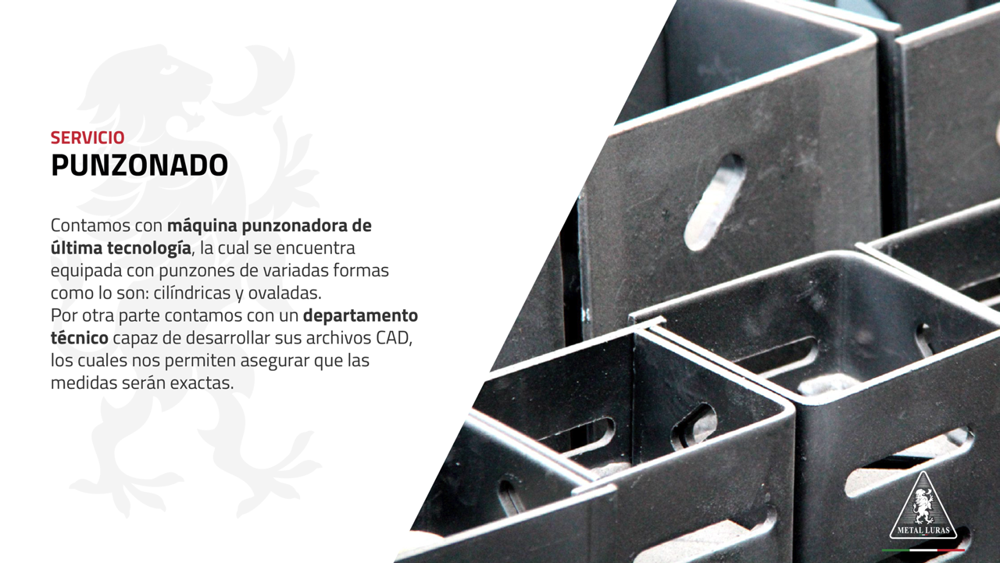 SERVICIO
PUNZONADO
Contamos con máquina punzonadora de
última tecnología, la cual se encuentra
equipada con punzones de variadas formas
como lo son: cilíndricas y ovaladas.
Por otra parte contamos con un departamento
técnico capaz de desarrollar sus archivos CAD,
los cuales nos permiten asegurar que las
medidas serán exactas.
METAL LURAS